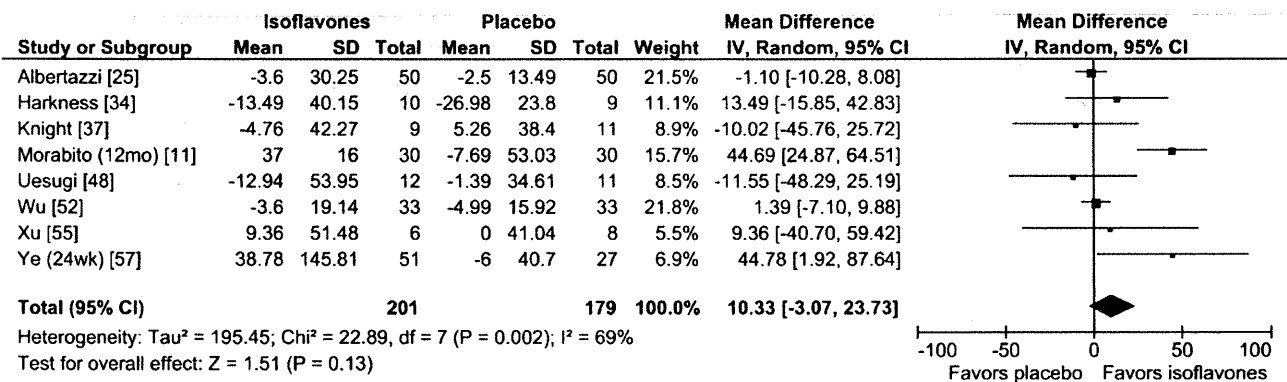 Isoflavones Placebo Mean Difference Mean Difference
Study or Subgroup Mean SD Total Mean SD Total Weight IV, Random, 95% CI IV, Random, 95% CI
Albertazzi [25] -3.6 30.25 50 -2.5 13.49 50 21.5% -1.10 [-10.28, 8.08]
Harkness [34] -13.49 40.15 10 -26.98 23.8 9 11.1% 13.49 [-15.85, 42.83]
Knight [37] -4.76 42.27 9 5.26 38.4 11 8.9% -10.02 [-45.76, 25.72]
Morabito (12mo) [11] 37 16 30 -7.69 53.03 30 15.7% 44.69 [24.87, 64.51]
Uesugi [48] -12.94 53.95 12 -1.39 34.61 11 8.5% -11.55 [-48.29, 25.19]
Wu [52] -3.6 19.14 33 -4.99 15.92 33 21.8% 1.39 [-7.10, 9.88]
Xu [55] 9.36 51.48 6 0 41.04 8 5.5% 9.36 [-40.70, 59.42]
Ye (24wk) [57] 38.78 145.81 51 -6 40.7 27 6.9% 44.78 [1.92, 87.64]
Total (95% CI) 201 179 100.0% 10.33 [-3.07, 23.73]
Heterogeneity: Tau² = 195.45; Chi² = 22.89, df = 7 (P = 0.002); I² = 69%
Test for overall effect: Z = 1.51 (P = 0.13)
-100 -50 0 50 100
Favors placebo Favors isoflavones